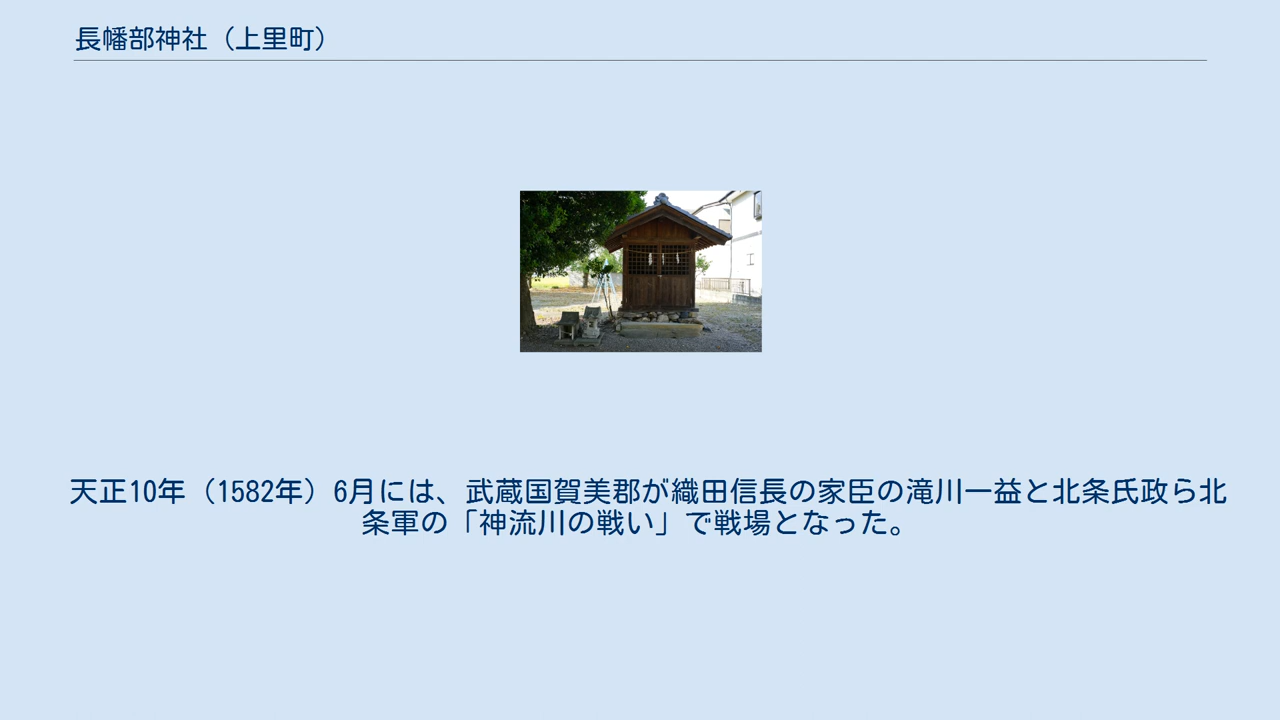 長幡部神社（上里町）
天正10年（1582年）6月には、武蔵国賀美郡が織田信長の家臣の滝川一益と北条氏政ら北
条軍の「神流川の戦い」で戦場となった。